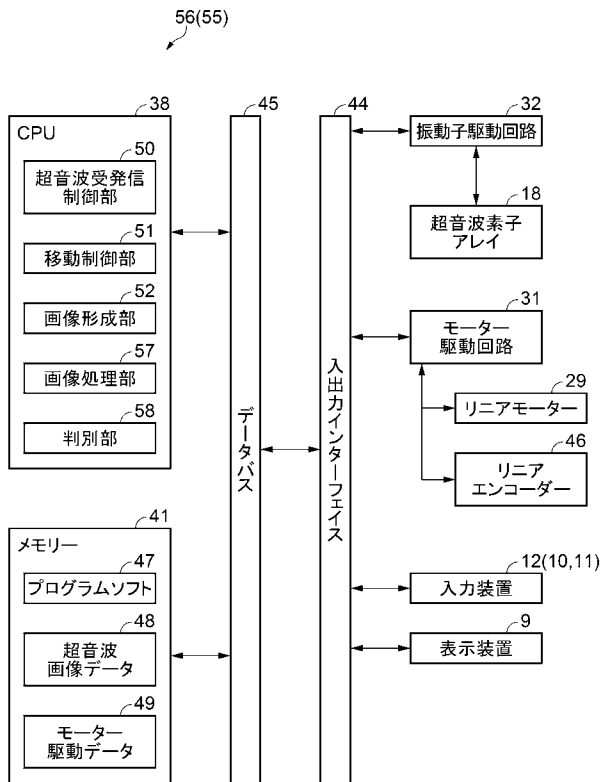 56(55)
38
CPU
50
超音波受発信
制御部
51
移動制御部
52
画像形成部
57
画像処理部
58
判別部
41
メモリー
47
プログラムソフト
48
超音波
画像データ
49
モーター
駆動データ
45
データバス
44
入出力インターフェイス
32
振動子駆動回路
18
超音波素子
アレイ
31
モーター
駆動回路
29
リニアモーター
46
リニア
エンコーダー
12(10,11)
入力装置
9
表示装置